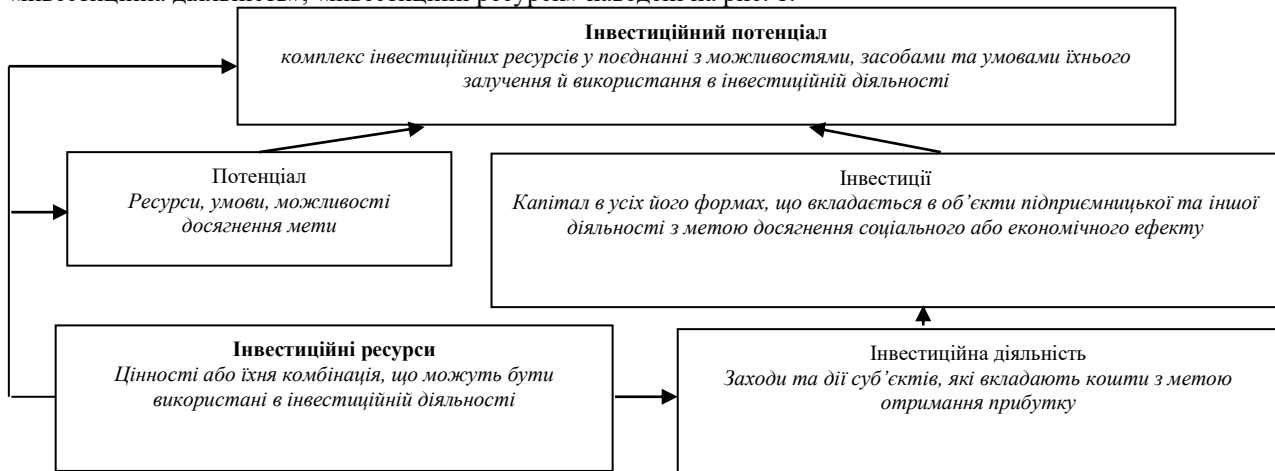 «інвестиційна діяльність», «інвестиційні ресурси» наведені на рис. 1.
Інвестиційний потенціал
комплекс інвестиційних ресурсів у поєднанні з можливостями, засобами та умовами їхнього
залучення й використання в інвестиційній діяльності
Потенціал
Ресурси, умови, можливості
досягнення мети
Інвестиції
Капітал в усіх його формах, що вкладається в об’єкти підприємницької та іншої
діяльності з метою досягнення соціального або економічного ефекту
Інвестиційні ресурси
Цінності або їхня комбінація, що можуть бути
використані в інвестиційній діяльності
Інвестиційна діяльність
Заходи та дії суб’єктів, які вкладають кошти з метою
отримання прибутку